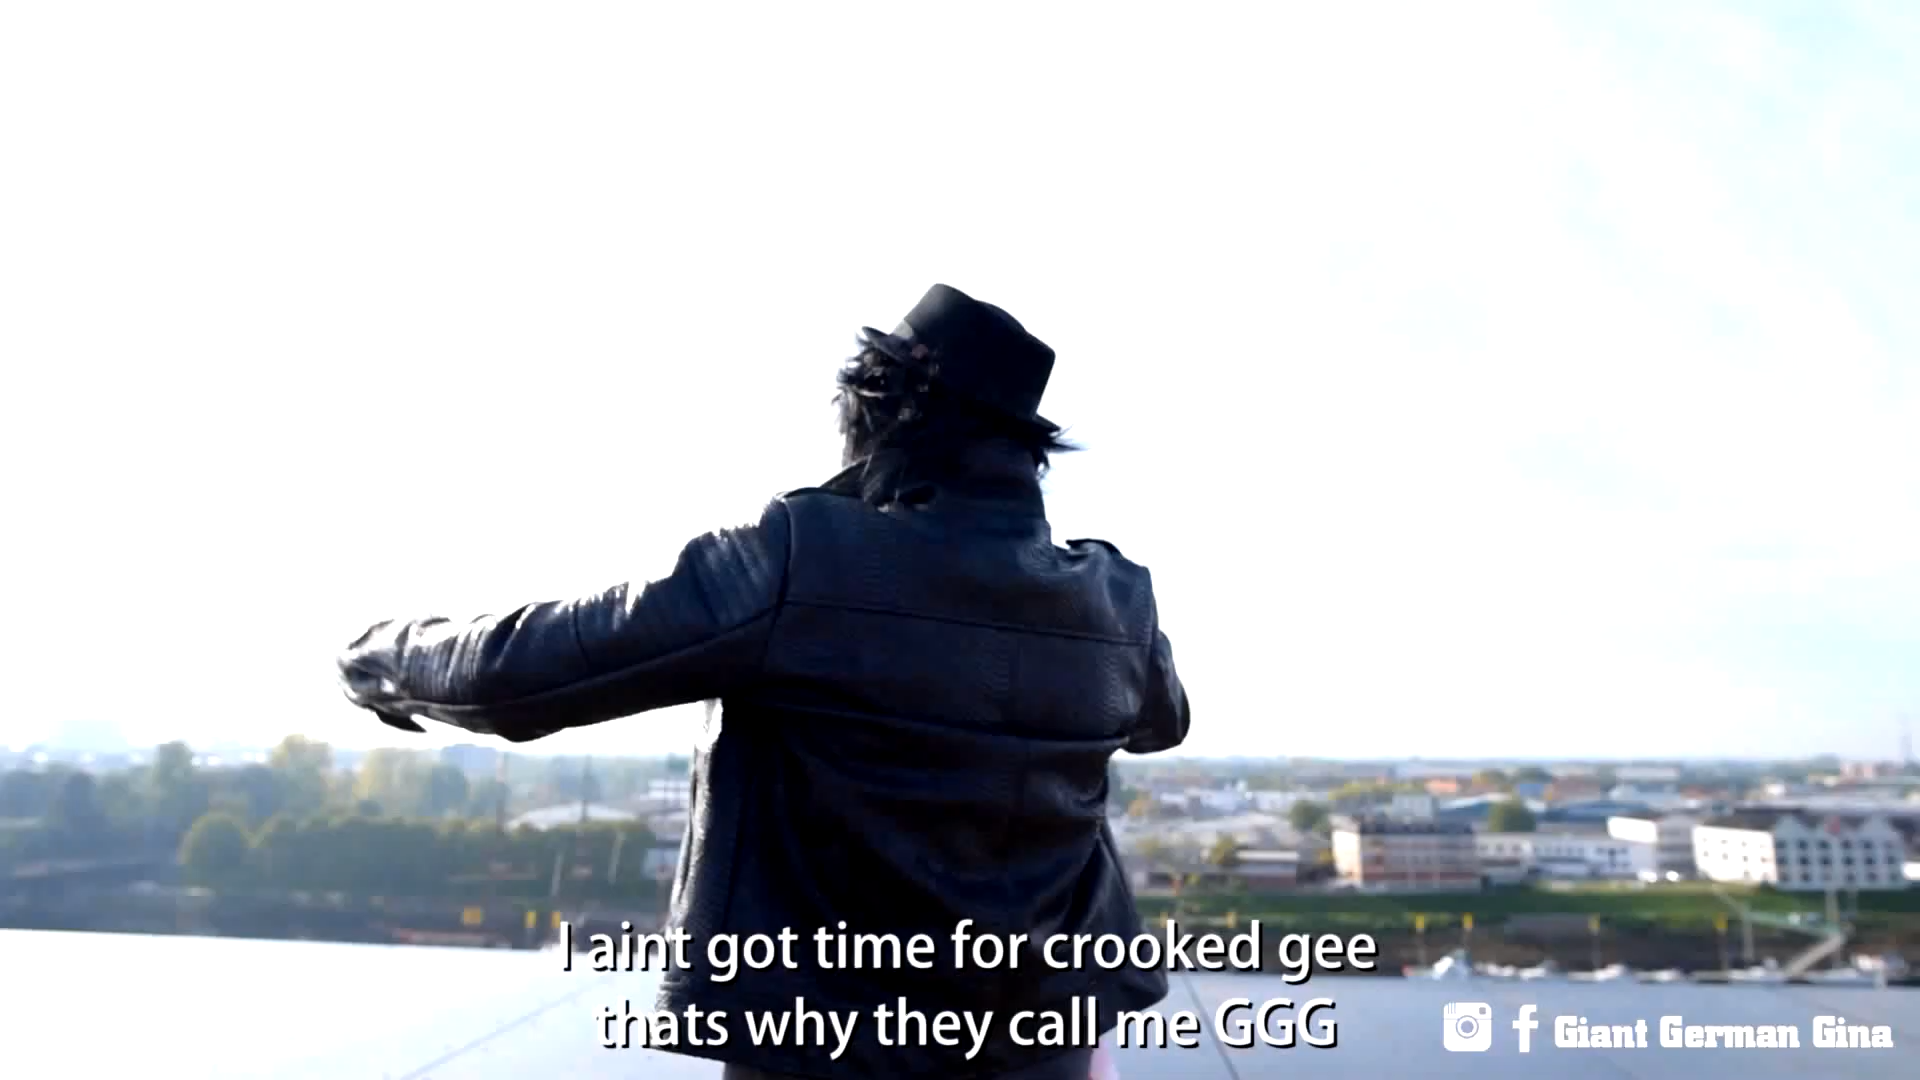 I aint got time for crooked gee
thats why they call me GGG
Giant German Gina